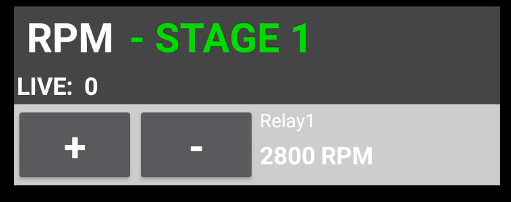 RPM - STAGE 1
LIVE: 0
+ -
Relay1
2800 RPM